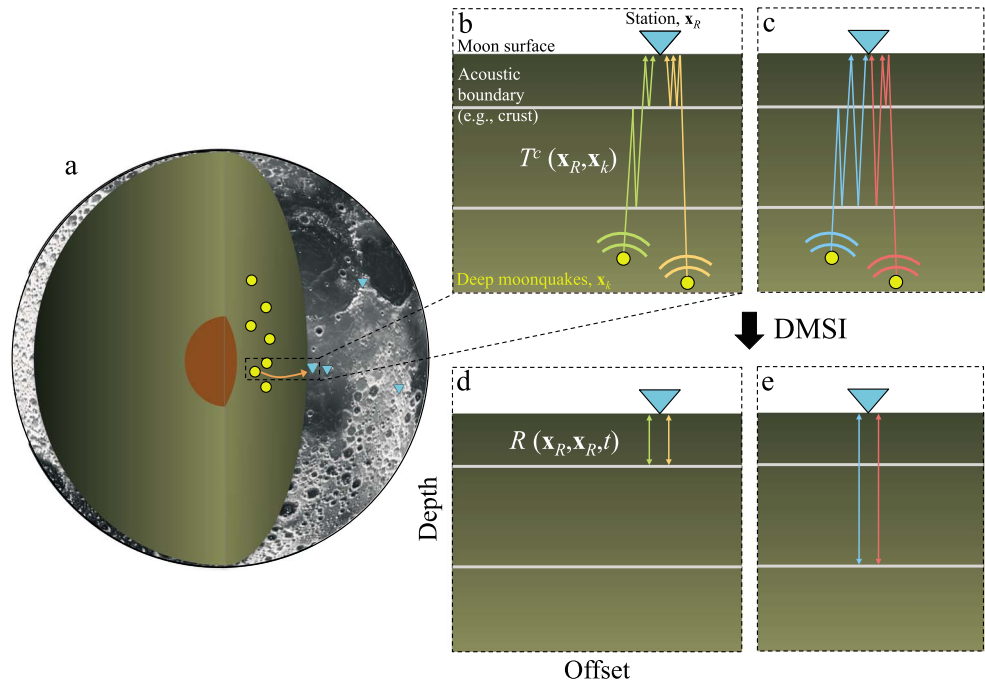 a
b
Station, x_R
c
Moon surface
Acoustic
boundary
(e.g., crust)
T^c (x_R,x_k)
Deep moonquakes, x_k
DMSI
d
e
R (x_R,x_R,t)
Depth
Offset